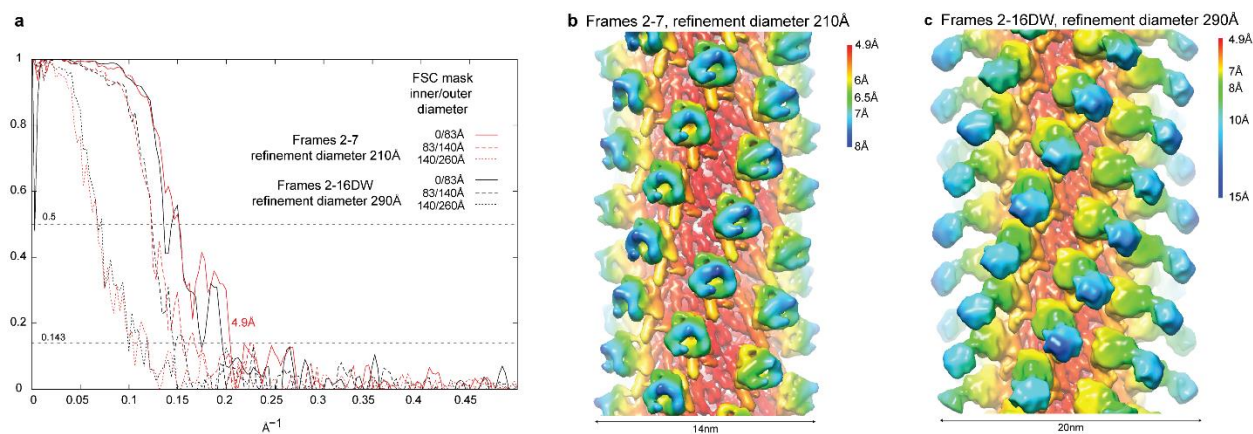 a
1
0.8
0.6
0.4
0.2
0
0.5
0.143
FSC mask
inner/outer
diameter
Frames 2-7
refinement diameter 210Å
0/83Å
83/140Å
140/260Å
Frames 2-16DW
refinement diameter 290Å
0/83Å
83/140Å
140/260Å
4.9Å
0 0.05 0.1 0.15 0.2 0.25 0.3 0.35 0.4 0.45
Å⁻¹
b Frames 2-7, refinement diameter 210Å
4.9Å
6Å
6.5Å
7Å
8Å
14nm
c Frames 2-16DW, refinement diameter 290Å
4.9Å
7Å
8Å
10Å
15Å
20nm